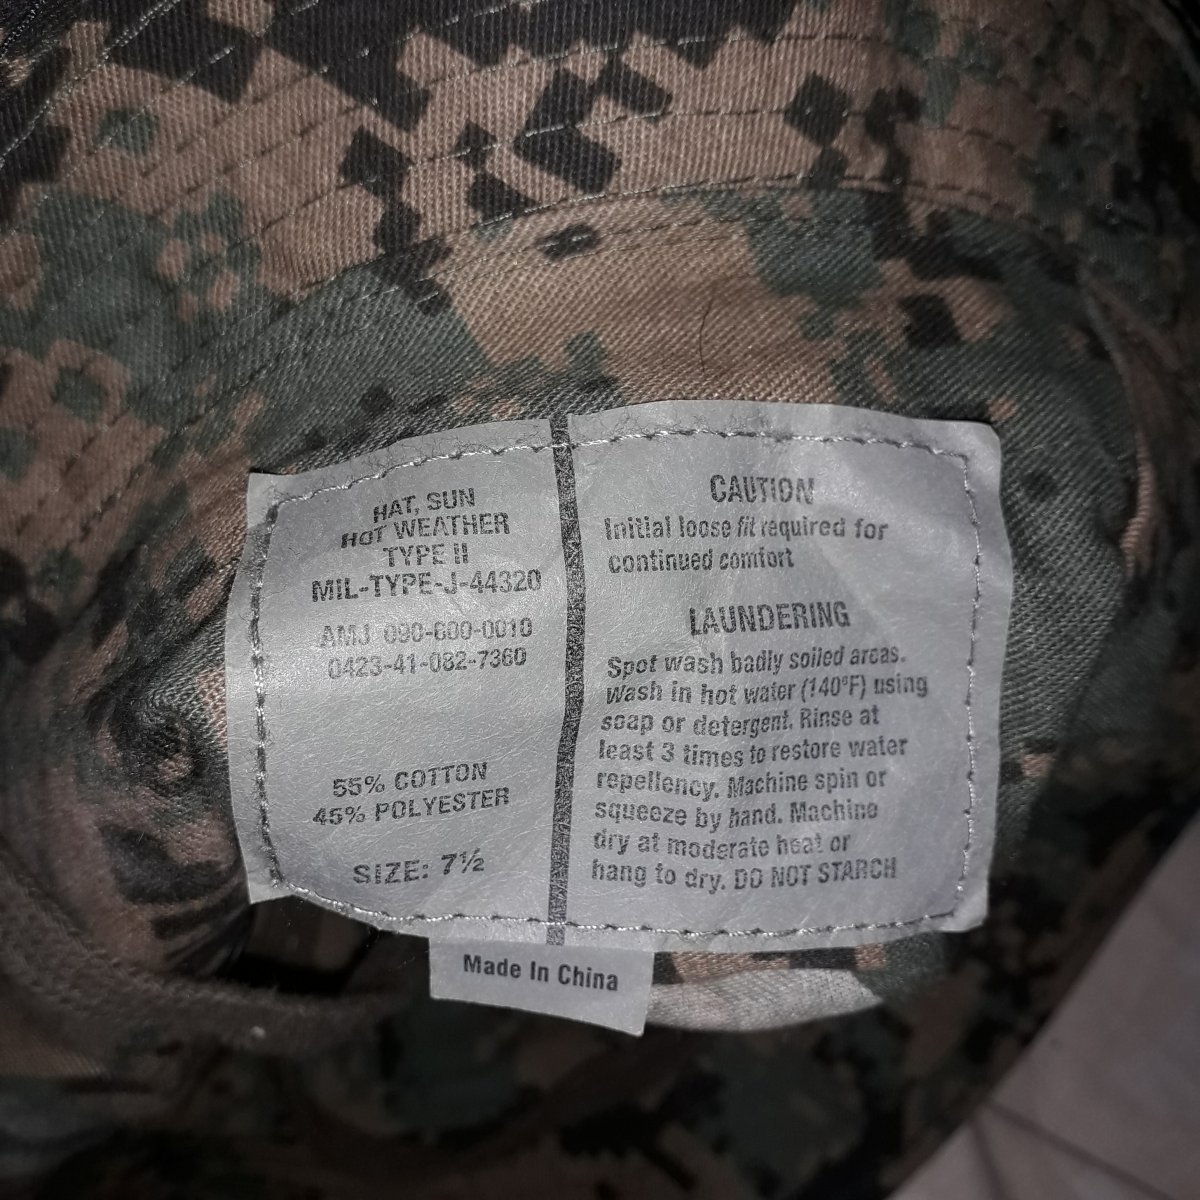 HAT, SUN
HOT WEATHER
TYPE II
MIL-TYPE-J-44320
AMJ 090-600-0010
0423-41-082-7360
55% COTTON
45% POLYESTER
SIZE: 7½
CAUTION
Initial loose fit required for
continued comfort
LAUNDERING
Spot wash badly soiled areas.
Wash in hot water (140°F) using
soap or detergent. Rinse at
least 3 times to restore water
repellency. Machine spin or
squeeze by hand. Machine
dry at moderate heat or
hang to dry. DO NOT STARCH
Made In China